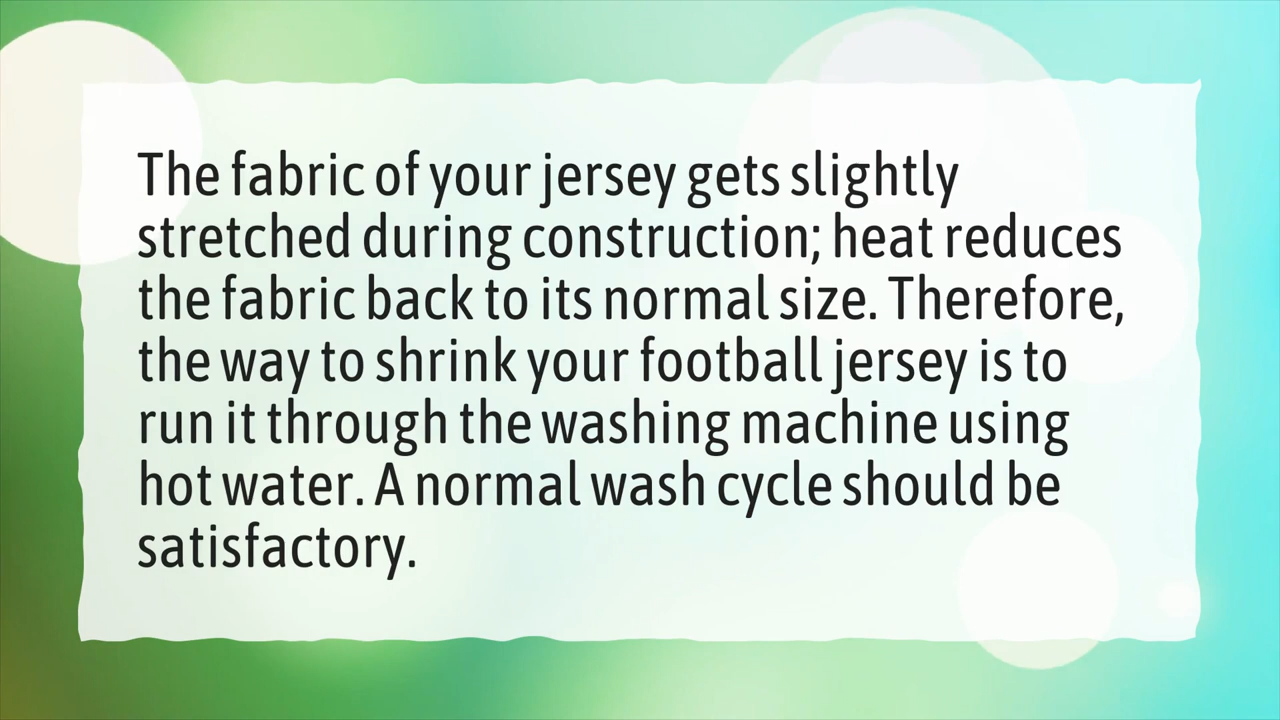 The fabric of your jersey gets slightly
stretched during construction; heat reduces
the fabric back to its normal size. Therefore,
the way to shrink your football jersey is to
run it through the washing machine using
hot water. A normal wash cycle should be
satisfactory.